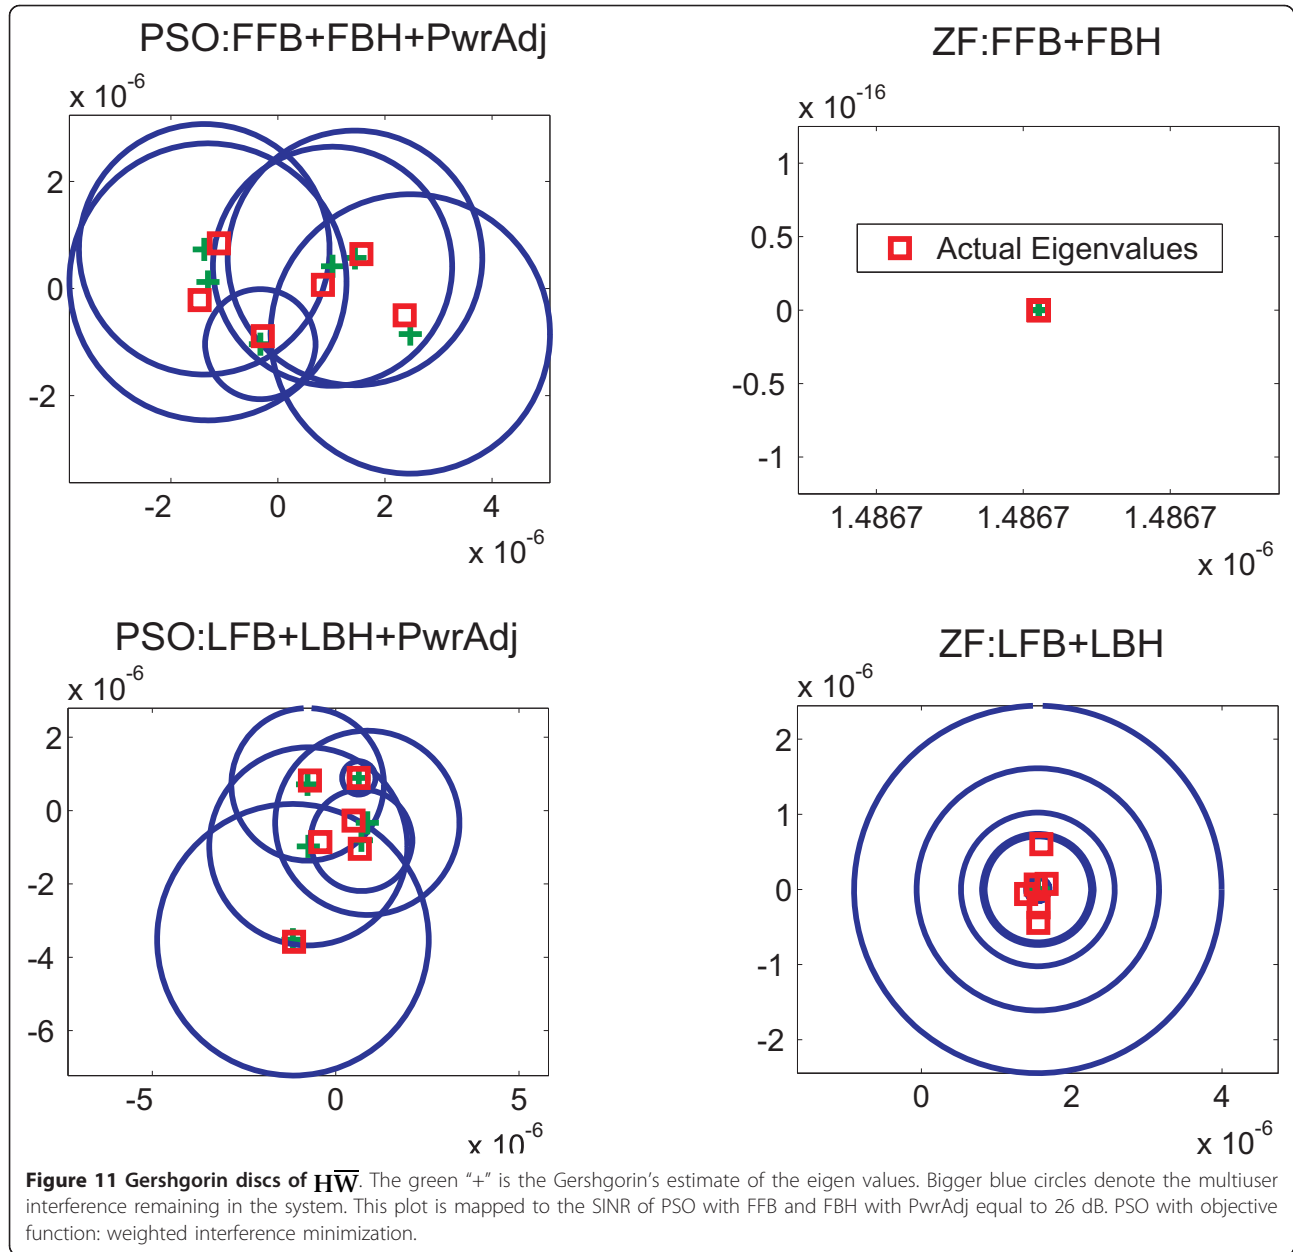 PSO:FFB+FBH+PwrAdj
x 10^-6
2
0
-2
-2 0 2 4
x 10^-6
ZF:FFB+FBH
x 10^-16
1
0.5
0
-0.5
-1
Actual Eigenvalues
1.4867 1.4867 1.4867
x 10^-6
PSO:LFB+LBH+PwrAdj
x 10^-6
2
0
-2
-4
-6
-5 0 5
x 10^-6
ZF:LFB+LBH
x 10^-6
2
1
0
-1
-2
0 2 4
x 10^-6
Figure 11 Gershgorin discs of HW̅. The green "+" is the Gershgorin's estimate of the eigen values. Bigger blue circles denote the multiuser
interference remaining in the system. This plot is mapped to the SINR of PSO with FFB and FBH with PwrAdj equal to 26 dB. PSO with objective
function: weighted interference minimization.